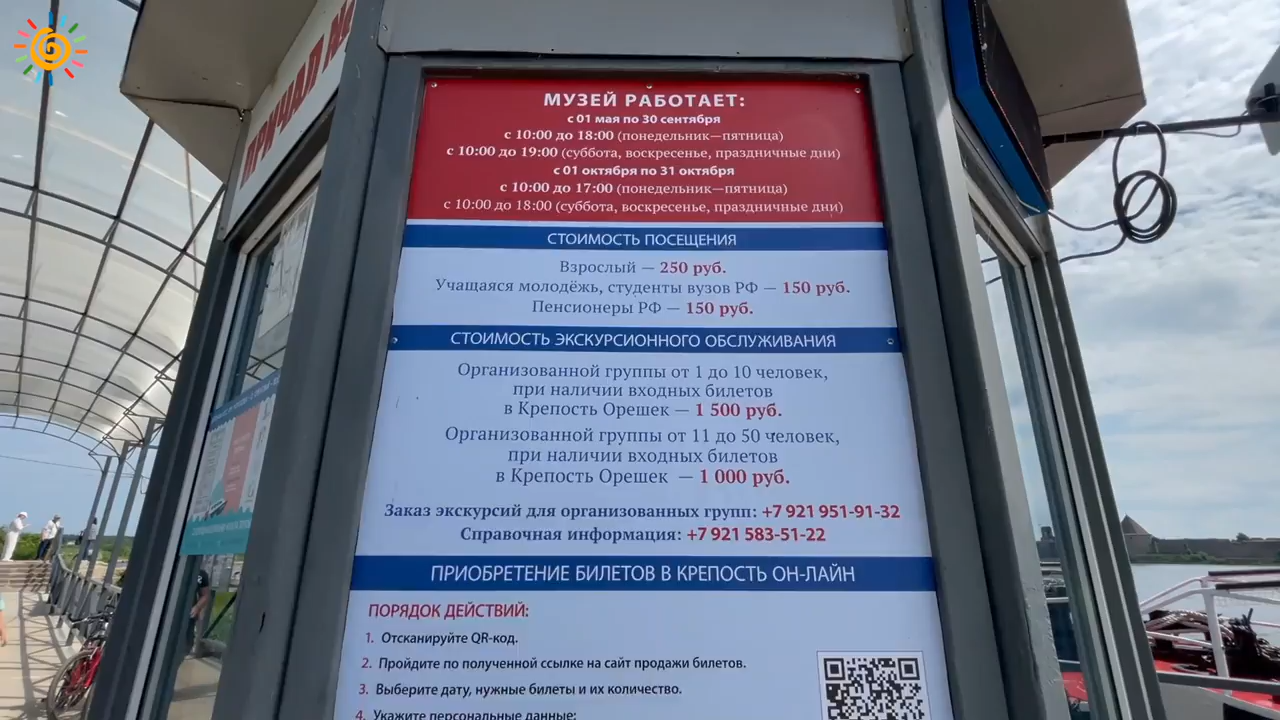 ПРИЧАЛ №
МУЗЕЙ РАБОТАЕТ:
с 01 мая по 30 сентября
с 10:00 до 18:00 (понедельник—пятница)
с 10:00 до 19:00 (суббота, воскресенье, праздничные дни)
с 01 октября по 31 октября
с 10:00 до 17:00 (понедельник—пятница)
с 10:00 до 18:00 (суббота, воскресенье, праздничные дни)
СТОИМОСТЬ ПОСЕЩЕНИЯ
Взрослый — 250 руб.
Учащаяся молодёжь, студенты вузов РФ — 150 руб.
Пенсионеры РФ — 150 руб.
СТОИМОСТЬ ЭКСКУРСИОННОГО ОБСЛУЖИВАНИЯ
Организованной группы от 1 до 10 человек,
при наличии входных билетов
в Крепость Орешек — 1 500 руб.
Организованной группы от 11 до 50 человек,
при наличии входных билетов
в Крепость Орешек — 1 000 руб.
Заказ экскурсий для организованных групп: +7 921 951-91-32
Справочная информация: +7 921 583-51-22
ПРИОБРЕТЕНИЕ БИЛЕТОВ В КРЕПОСТЬ ОН-ЛАЙН
ПОРЯДОК ДЕЙСТВИЙ:
1. Отсканируйте QR-код.
2. Пройдите по полученной ссылке на сайт продажи билетов.
3. Выберите дату, нужные билеты и их количество.
4. Укажите персональные данные: